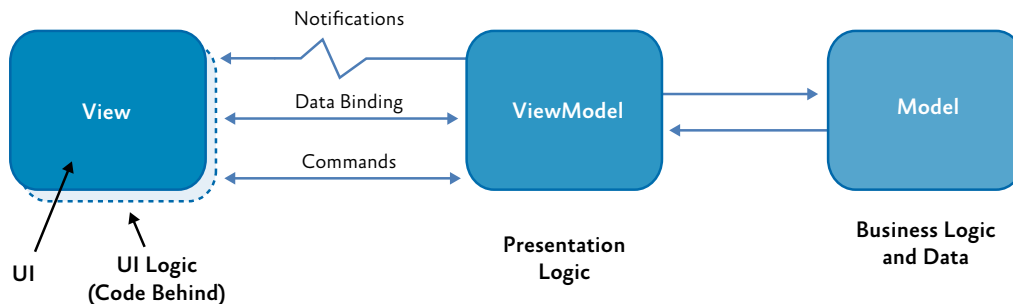 Notifications
View
Data Binding
ViewModel
Model
Commands
UI
UI Logic
(Code Behind)
Presentation
Logic
Business Logic
and Data